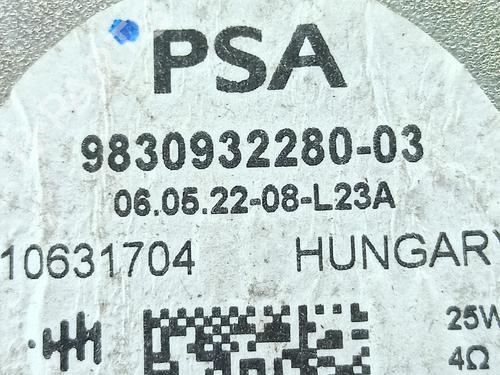 PSA
9830932280-03
06.05.22-08-L23A
10631704 HUNGARY
25W
4Ω